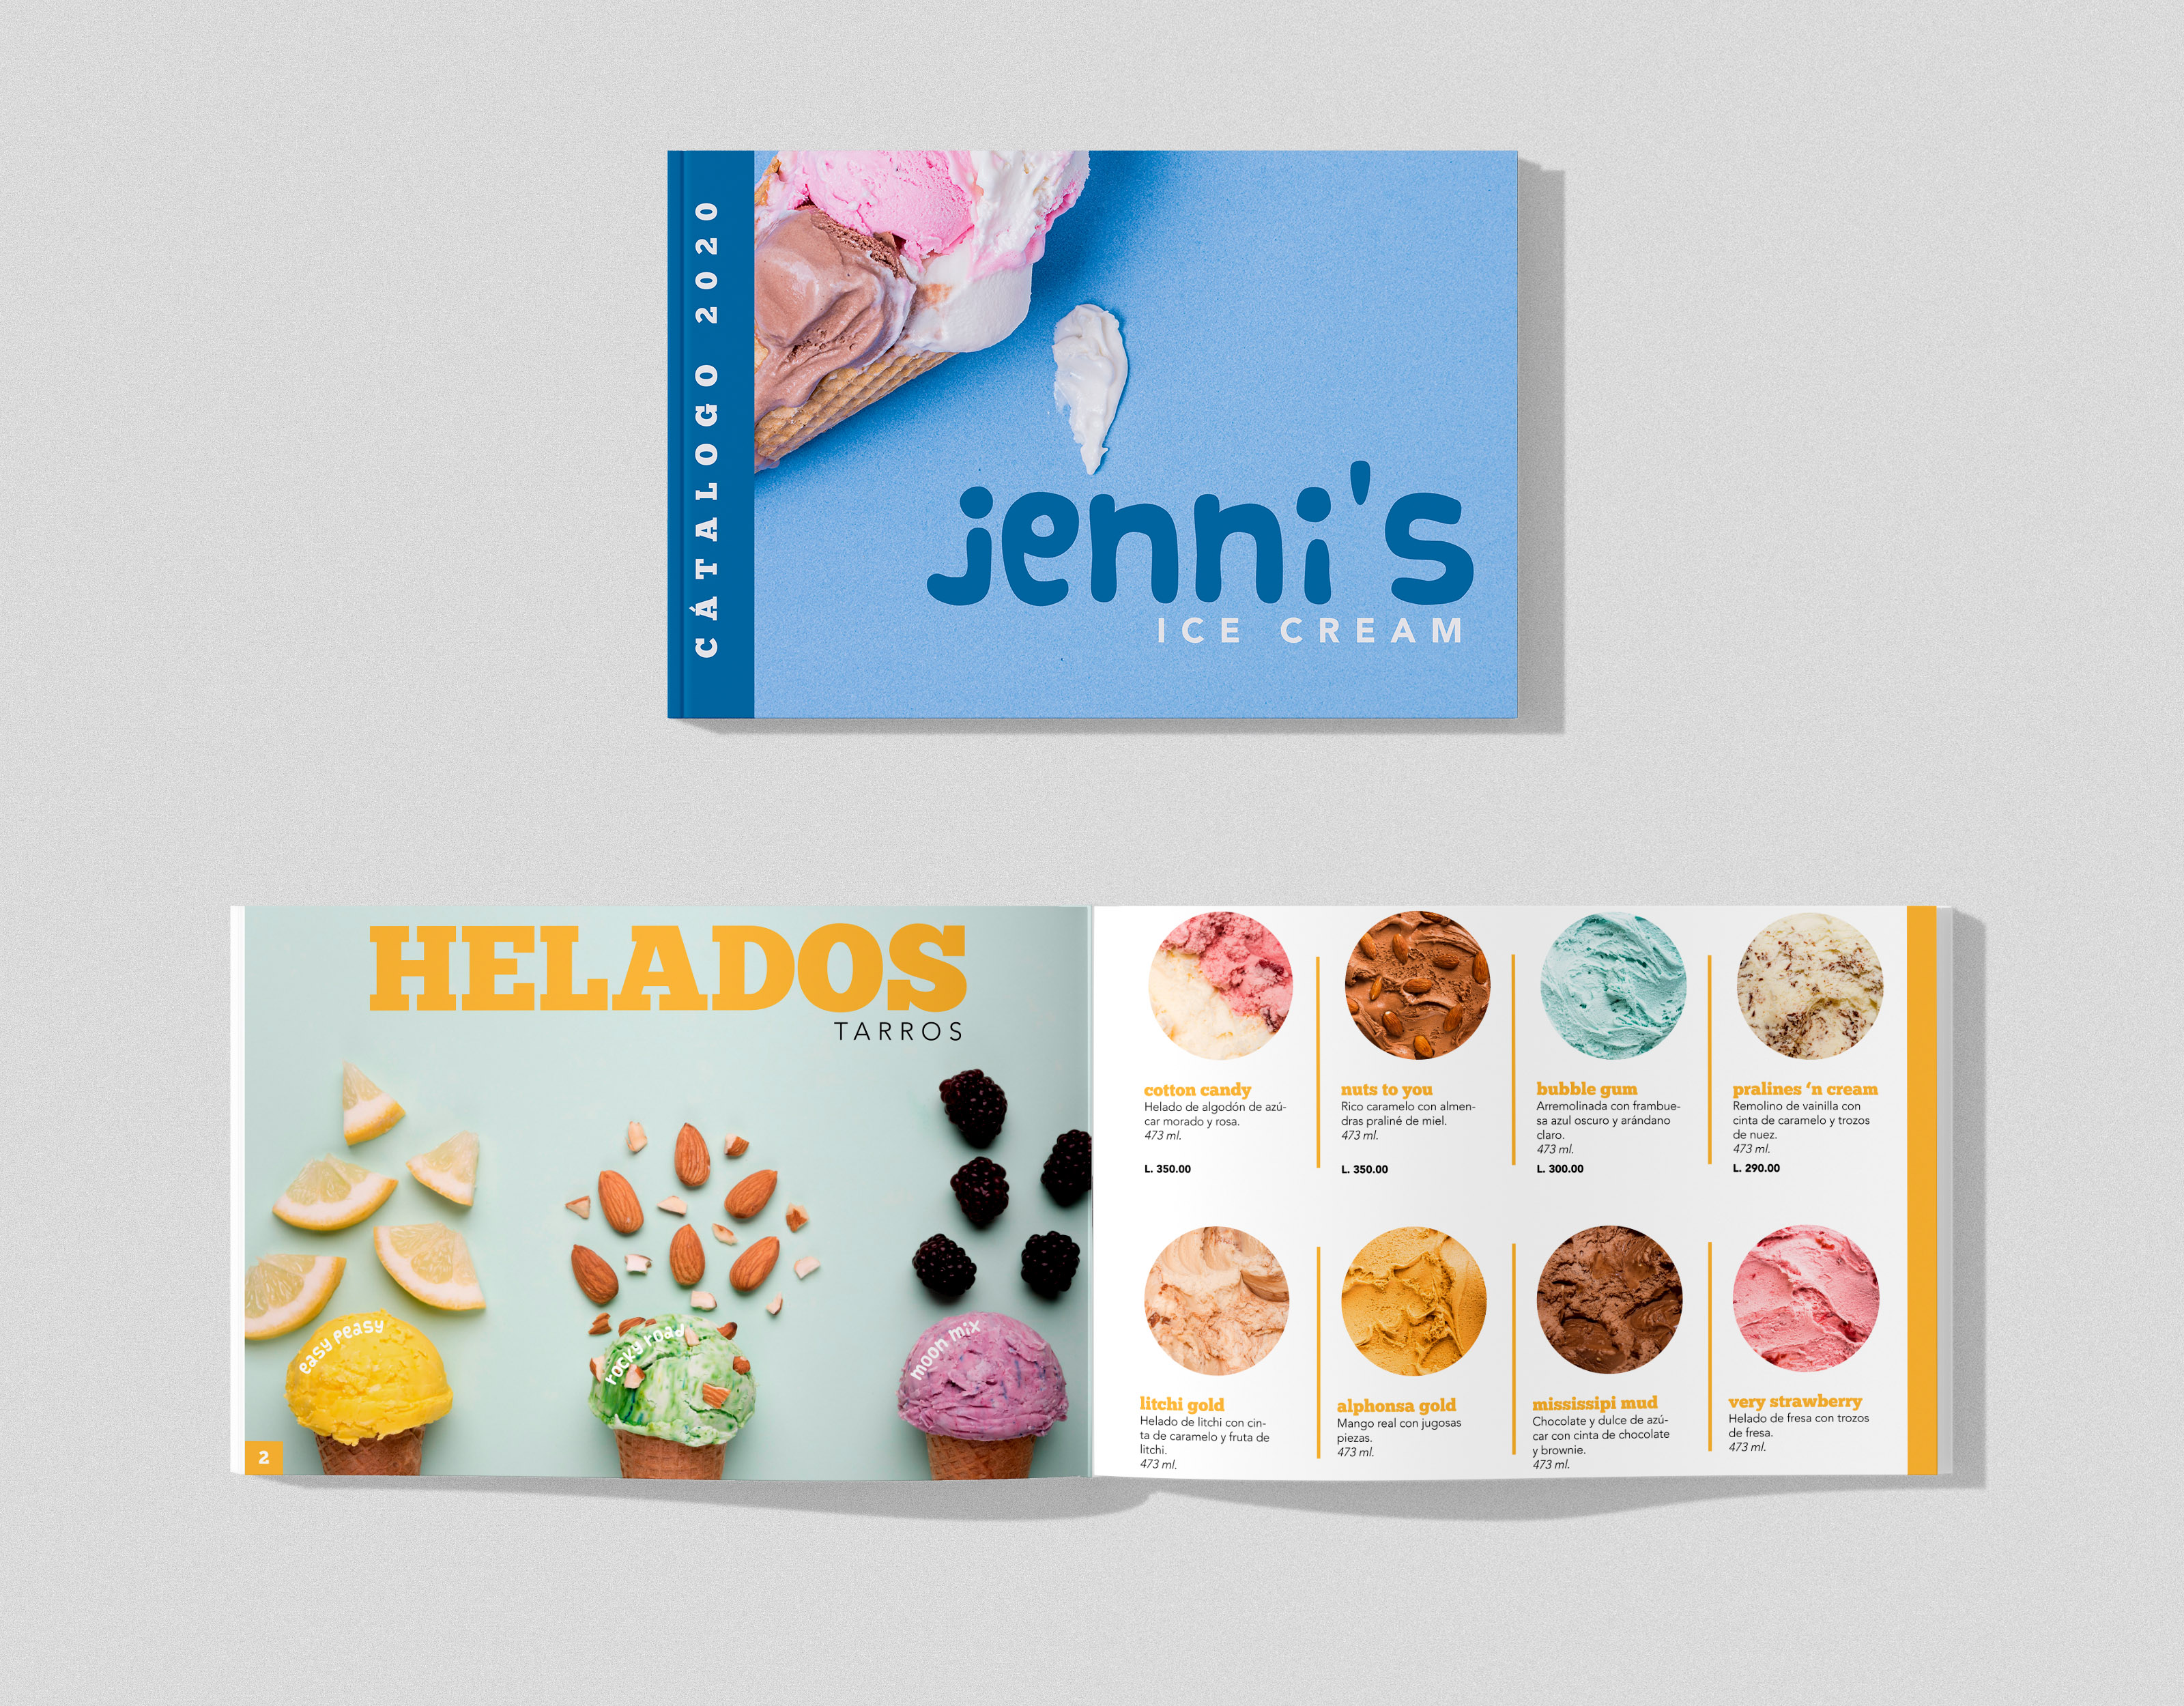 CÁTALOGO 2020
jenni's
ICE CREAM
HELADOS
TARROS
easy peasy
rocky road
moon mix
2
cotton candy
Helado de algodón de azú-
car morado y rosa.
473 ml.
L. 350.00
nuts to you
Rico caramelo con almen-
dras praliné de miel.
473 ml.
L. 350.00
bubble gum
Arremolinada con frambue-
sa azul oscuro y arándano
claro.
473 ml.
L. 300.00
pralines ‘n cream
Remolino de vainilla con
cinta de caramelo y trozos
de nuez.
473 ml.
L. 290.00
litchi gold
Helado de litchi con cin-
ta de caramelo y fruta de
litchi.
473 ml.
alphonsa gold
Mango real con jugosas
piezas.
473 ml.
mississipi mud
Chocolate y dulce de azú-
car con cinta de chocolate
y brownie.
473 ml.
very strawberry
Helado de fresa con trozos
de fresa.
473 ml.